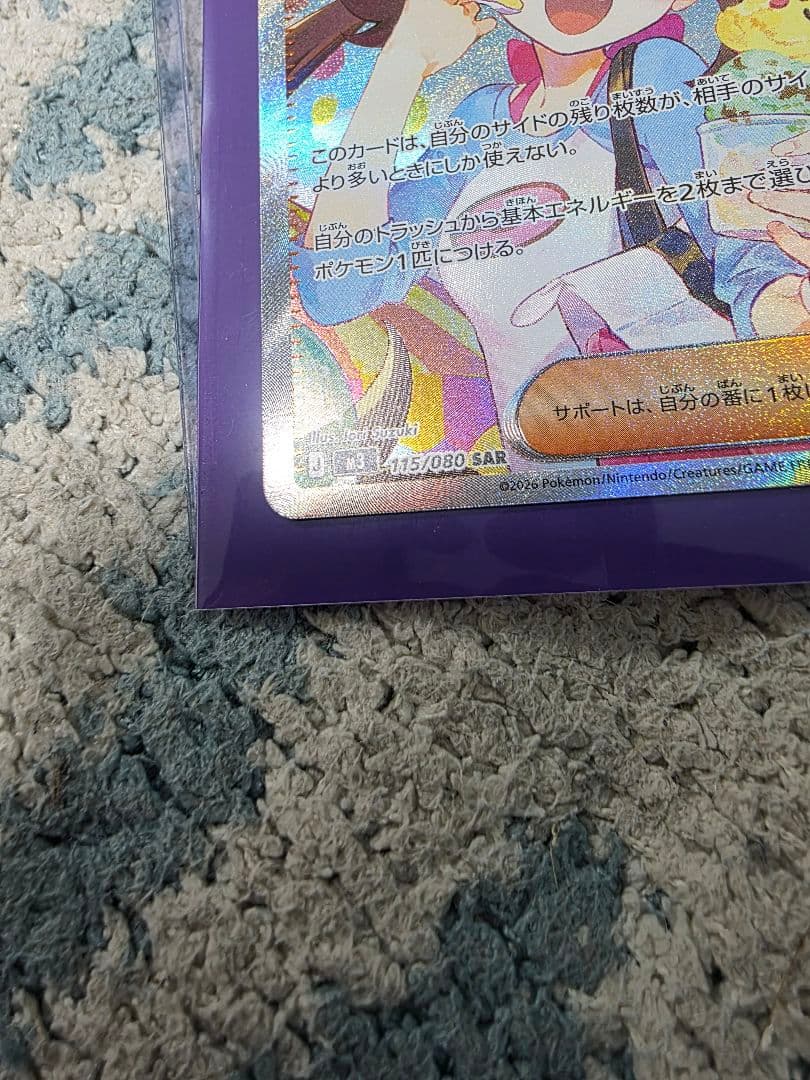 このカードは、自分のサイドの残り枚数が、相手のサイ
より多いときにしか使えない。
自分のトラッシュから基本エネルギーを2枚まで選び
ポケモン1匹につける。
サポートは、自分の番に1枚
Illus. Jom Suzuki
J M3 115/080 SAR
©2026 Pokémon/Nintendo/Creatures/GAME FR